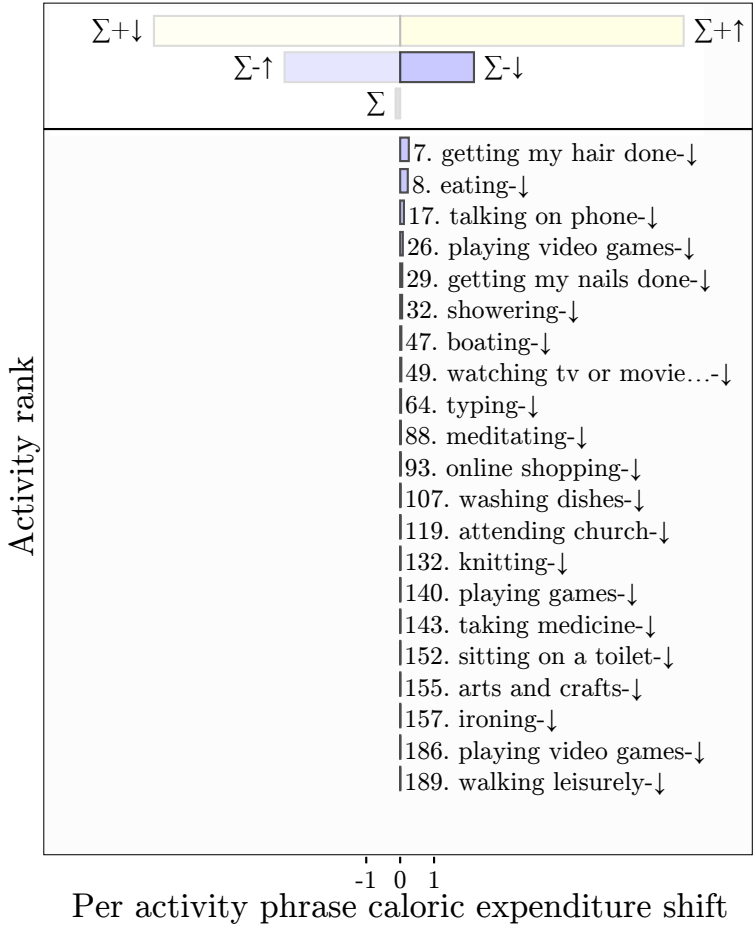 ∑+↓ ∑+↑
∑-↑ ∑-↓
∑
7. getting my hair done-↓
8. eating-↓
17. talking on phone-↓
26. playing video games-↓
29. getting my nails done-↓
32. showering-↓
47. boating-↓
49. watching tv or movie…-↓
64. typing-↓
88. meditating-↓
93. online shopping-↓
107. washing dishes-↓
119. attending church-↓
132. knitting-↓
140. playing games-↓
143. taking medicine-↓
152. sitting on a toilet-↓
155. arts and crafts-↓
157. ironing-↓
186. playing video games-↓
189. walking leisurely-↓
Activity rank
-1 0 1
Per activity phrase caloric expenditure shift